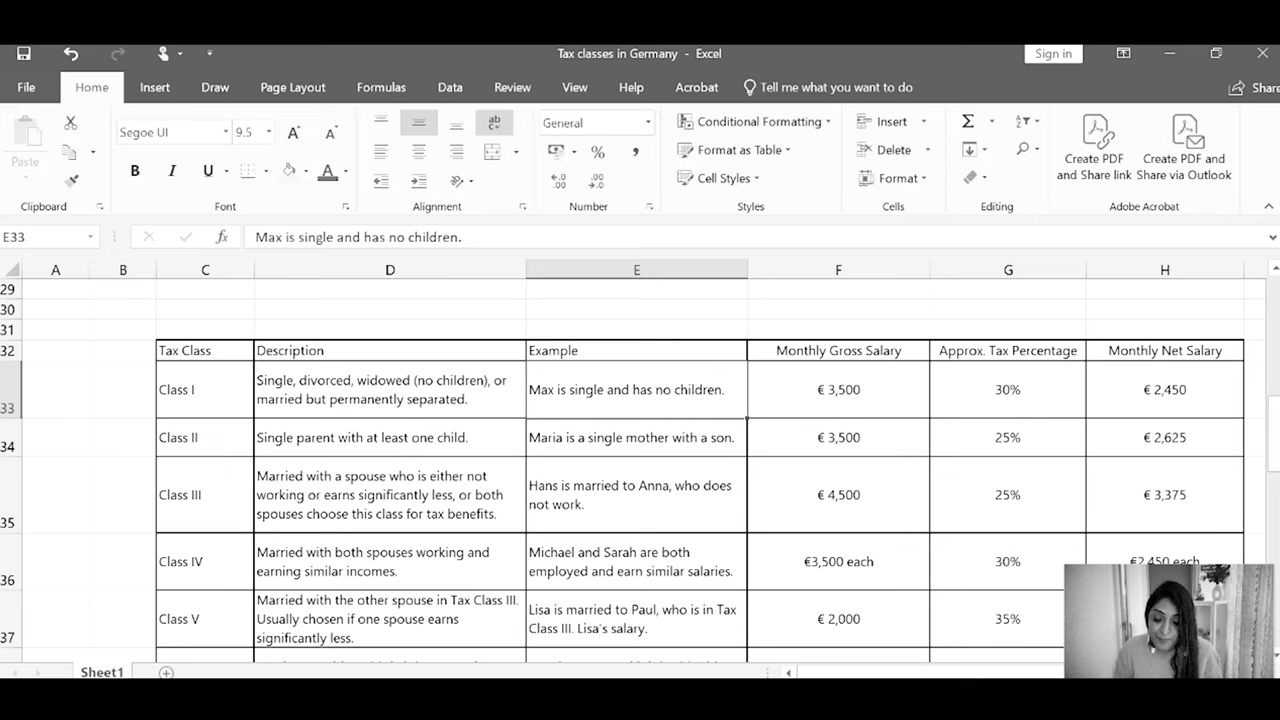 Tax classes in Germany - Excel
Sign in
File Home Insert Draw Page Layout Formulas Data Review View Help Acrobat Tell me what you want to do Share
Paste
Segoe UI 9.5
B I U
General
Conditional Formatting
Format as Table
Cell Styles
Insert
Delete
Format
Create PDF and Share link
Create PDF and Share via Outlook
Clipboard Font Alignment Number Styles Cells Editing Adobe Acrobat
E33 fx Max is single and has no children.
A B C D E F G H
29
30
31
32 Tax Class Description Example Monthly Gross Salary Approx. Tax Percentage Monthly Net Salary
Single, divorced, widowed (no children), or
Class I Max is single and has no children. € 3,500 30% € 2,450
married but permanently separated.
33
34 Class II Single parent with at least one child. Maria is a single mother with a son. € 3,500 25% € 2,625
Married with a spouse who is either not
Hans is married to Anna, who does
Class III working or earns significantly less, or both € 4,500 25% € 3,375
not work.
spouses choose this class for tax benefits.
35
Married with both spouses working and Michael and Sarah are both
Class IV €3,500 each 30% €2,450 each
earning similar incomes. employed and earn similar salaries.
36
Married with the other spouse in Tax Class III.
Lisa is married to Paul, who is in Tax
Class V Usually chosen if one spouse earns € 2,000 35%
Class III. Lisa's salary.
significantly less.
37
Sheet1